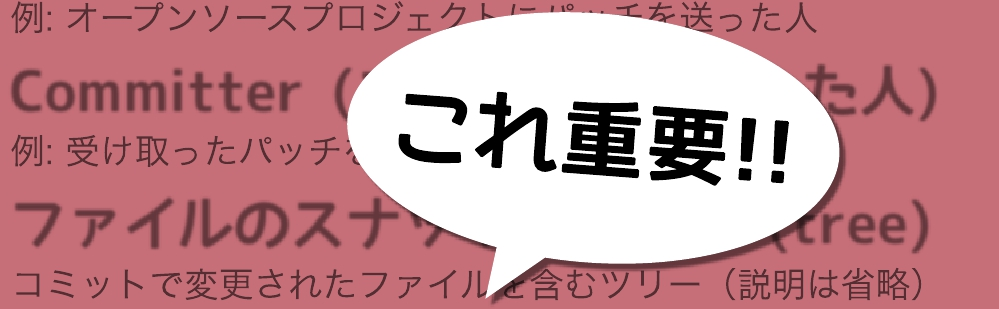 例: オープンソースプロジェクトにパッチを送った人
Committer (
た人)
例: 受け取ったパッチを
これ重要!!
ファイルのスナッ
(tree)
コミットで変更されたファイルを含むツリー（説明は省略）